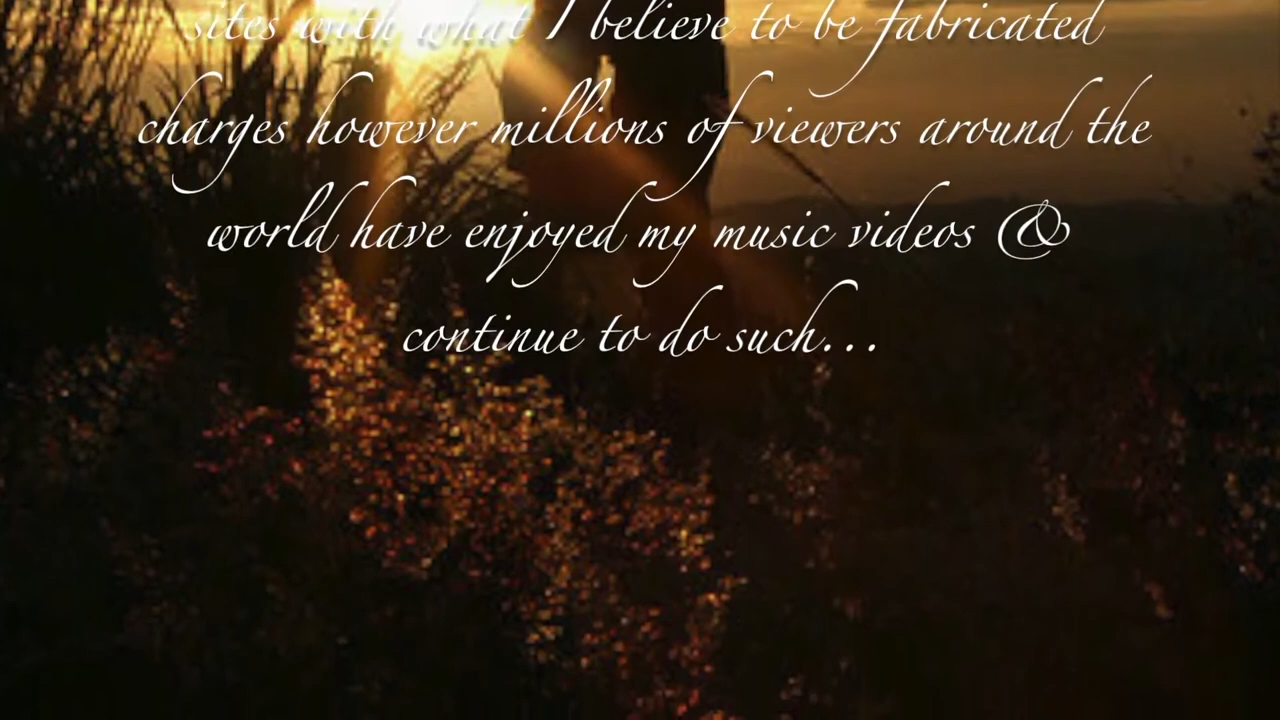 sites with what I believe to be fabricated
charges however millions of viewers around the
world have enjoyed my music videos &
continue to do such...